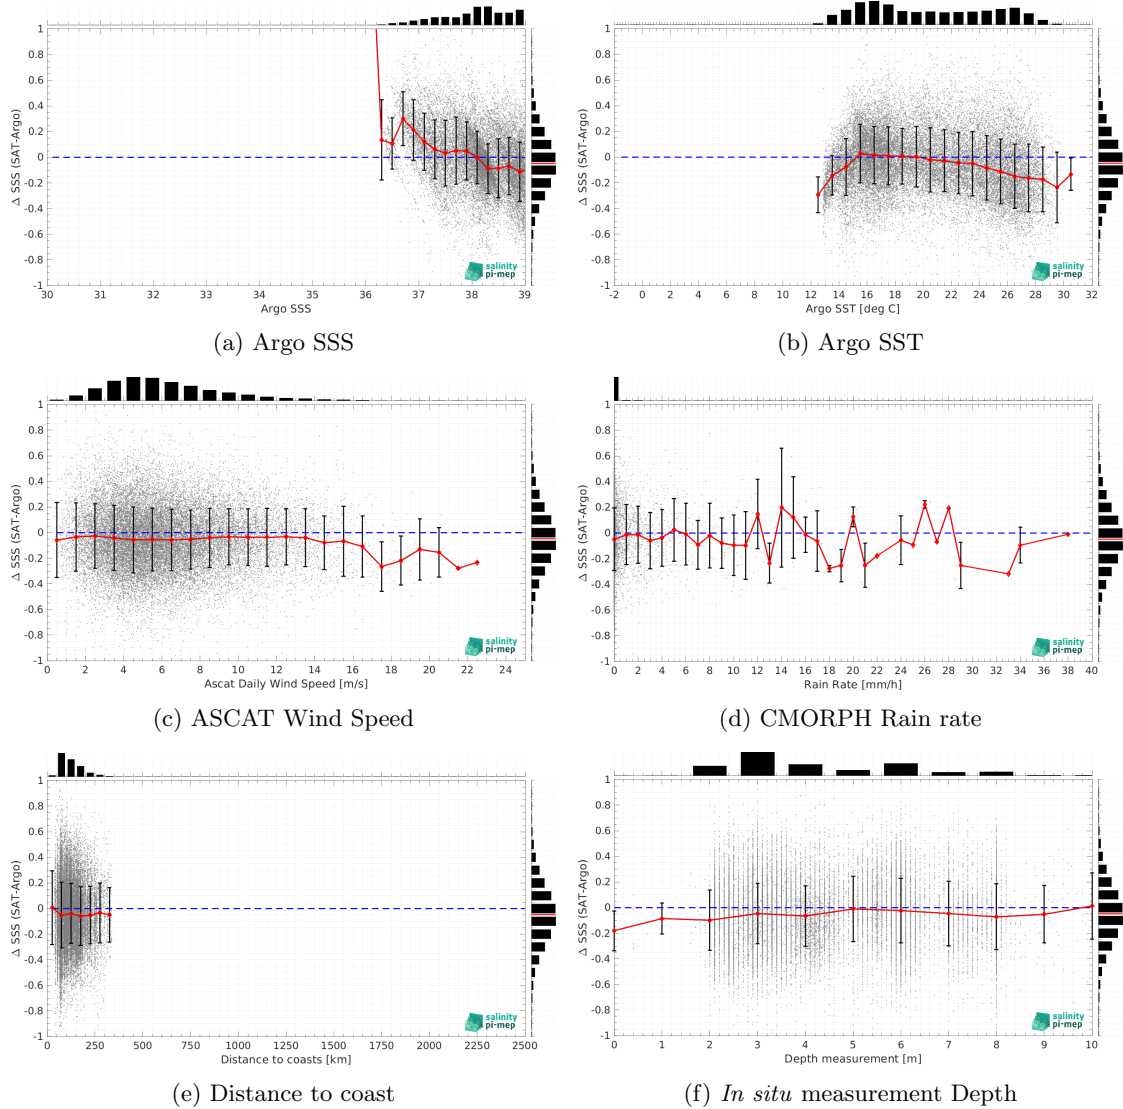 1
0.8
0.6
0.4
0.2
0
-0.2
-0.4
-0.6
-0.8
-1
Δ SSS (SAT-Argo)
30 31 32 33 34 35 36 37 38 39
Argo SSS
salinity
pi-mep
(a) Argo SSS
1
0.8
0.6
0.4
0.2
0
-0.2
-0.4
-0.6
-0.8
-1
Δ SSS (SAT-Argo)
-2 0 2 4 6 8 10 12 14 16 18 20 22 24 26 28 30 32
Argo SST [deg C]
salinity
pi-mep
(b) Argo SST
1
0.8
0.6
0.4
0.2
0
-0.2
-0.4
-0.6
-0.8
-1
Δ SSS (SAT-Argo)
0 2 4 6 8 10 12 14 16 18 20 22 24
Ascat Daily Wind Speed [m/s]
salinity
pi-mep
(c) ASCAT Wind Speed
1
0.8
0.6
0.4
0.2
0
-0.2
-0.4
-0.6
-0.8
-1
Δ SSS (SAT-Argo)
0 2 4 6 8 10 12 14 16 18 20 22 24 26 28 30 32 34 36 38 40
Rain Rate [mm/h]
salinity
pi-mep
(d) CMORPH Rain rate
1
0.8
0.6
0.4
0.2
0
-0.2
-0.4
-0.6
-0.8
-1
Δ SSS (SAT-Argo)
0 250 500 750 1000 1250 1500 1750 2000 2250 2500
Distance to coasts [km]
salinity
pi-mep
(e) Distance to coast
1
0.8
0.6
0.4
0.2
0
-0.2
-0.4
-0.6
-0.8
-1
Δ SSS (SAT-Argo)
0 1 2 3 4 5 6 7 8 9 10
Depth measurement [m]
salinity
pi-mep
(f) In situ measurement Depth